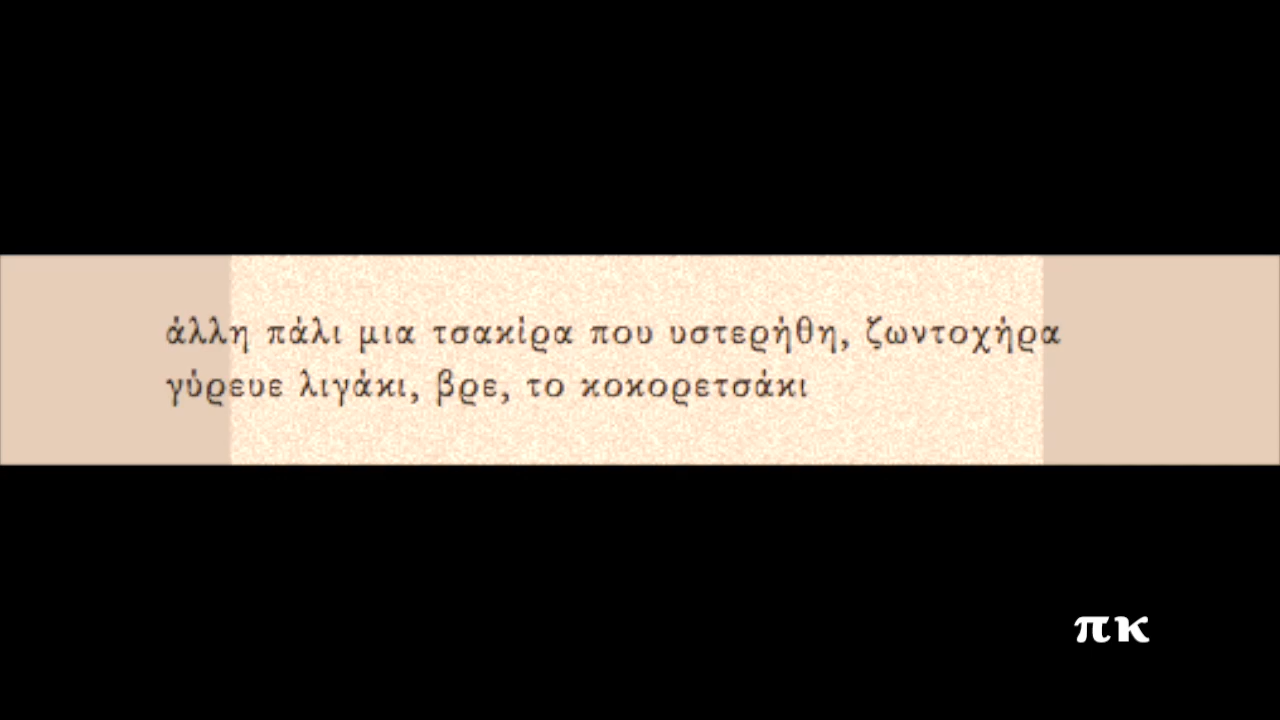 άλλη πάλι μια τσακίρα που υστερήθη, ζωντοχήρα
γύρευε λιγάκι, βρε, το κοκορετσάκι
πκ